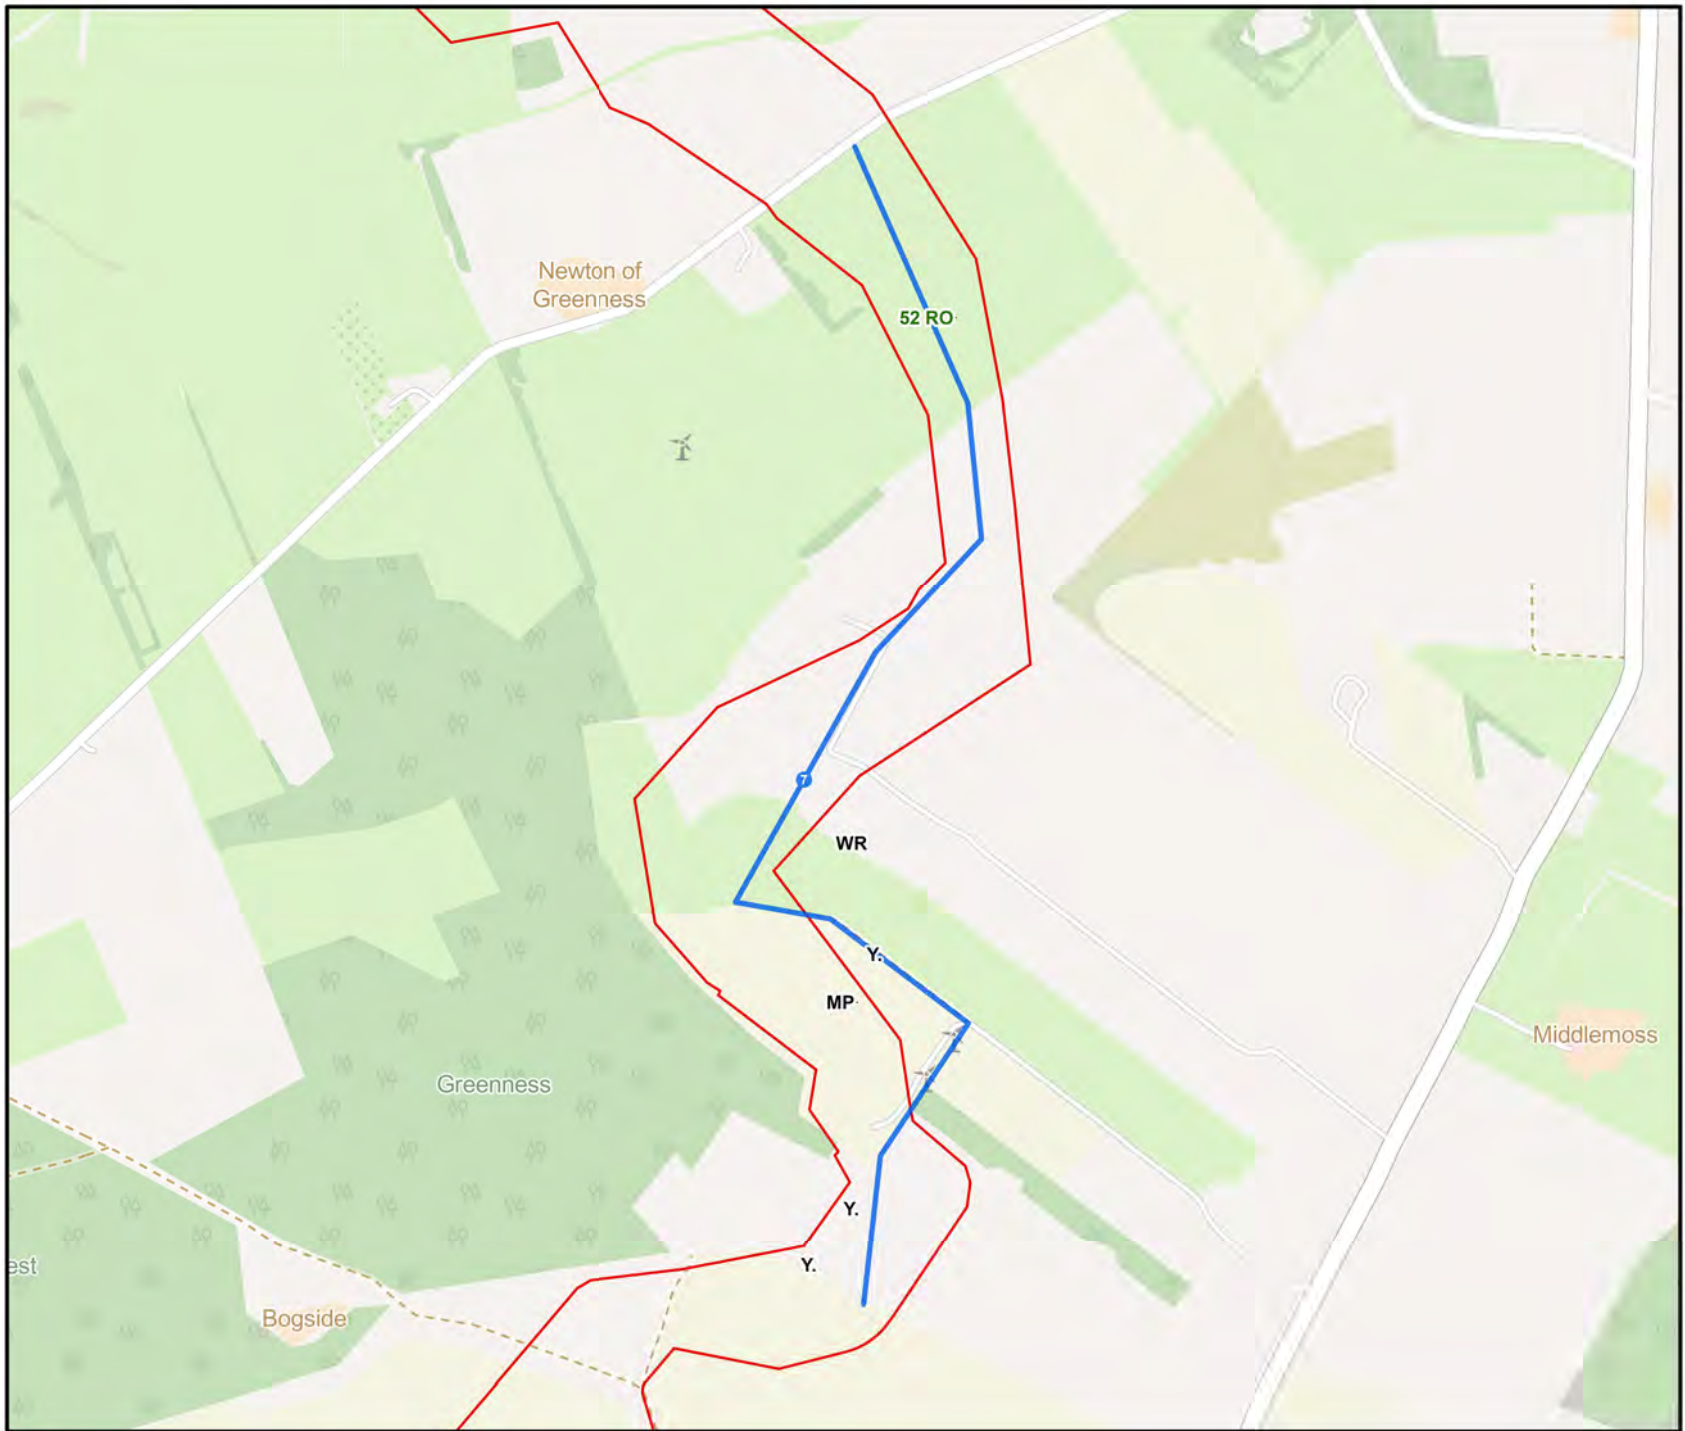 Newton of
Greenness
52 RO
7
WR
Y.
MP
Middlemoss
Greenness
Y.
Y.
est
Bogside